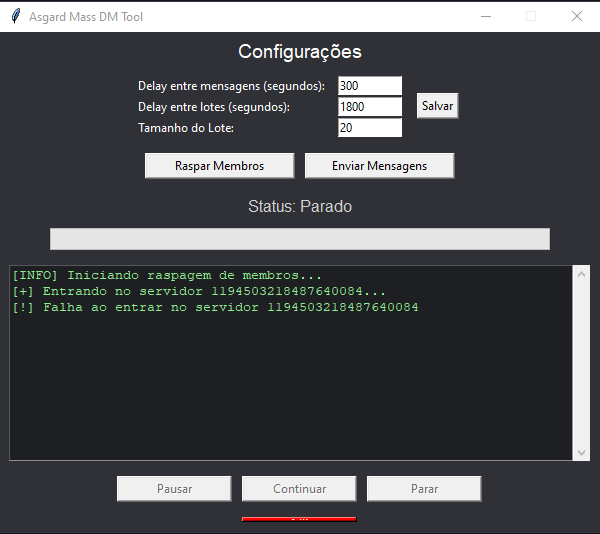 Asgard Mass DM Tool
Configurações
Delay entre mensagens (segundos): 300
Delay entre lotes (segundos): 1800
Salvar
Tamanho do Lote: 20
Raspar Membros Enviar Mensagens
Status: Parado
[INFO] Iniciando raspagem de membros...
[+] Entrando no servidor 1194503218487640084...
[!] Falha ao entrar no servidor 1194503218487640084
Pausar Continuar Parar